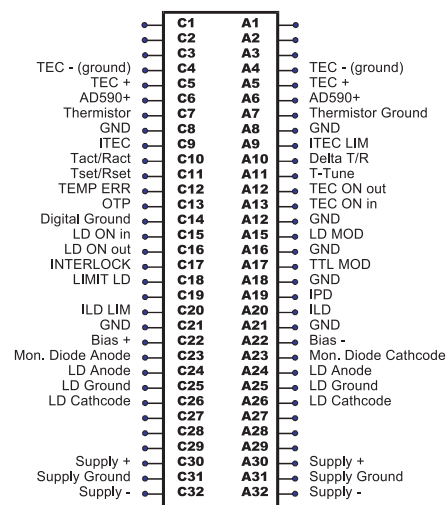 C1 A1
C2 A2
C3 A3
TEC - (ground) C4 A4 TEC - (ground)
TEC + C5 A5 TEC +
AD590+ C6 A6 AD590+
Thermistor C7 A7 Thermistor Ground
GND C8 A8 GND
ITEC C9 A9 ITEC LIM
Tact/Ract C10 A10 Delta T/R
Tset/Rset C11 A11 T-Tune
TEMP ERR C12 A12 TEC ON out
OTP C13 A13 TEC ON in
Digital Ground C14 A12 GND
LD ON in C15 A15 LD MOD
LD ON out C16 A16 GND
INTERLOCK C17 A17 TTL MOD
LIMIT LD C18 A18 GND
C19 A19 IPD
ILD LIM C20 A20 ILD
GND C21 A21 GND
Bias + C22 A22 Bias -
Mon. Diode Anode C23 A23 Mon. Diode Cathcode
LD Anode C24 A24 LD Anode
LD Ground C25 A25 LD Ground
LD Cathcode C26 A26 LD Cathcode
C27 A27
C28 A28
C29 A29
Supply + C30 A30 Supply +
Supply Ground C31 A31 Supply Ground
Supply - C32 A32 Supply -